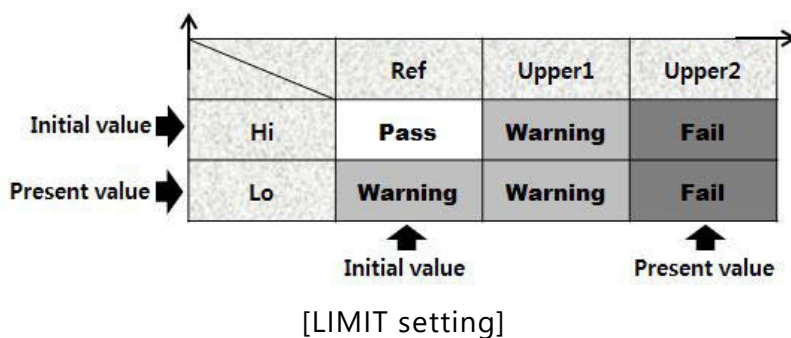 Ref Upper1 Upper2
Initial value Hi Pass Warning Fail
Present value Lo Warning Warning Fail
Initial value Present value
[LIMIT setting]